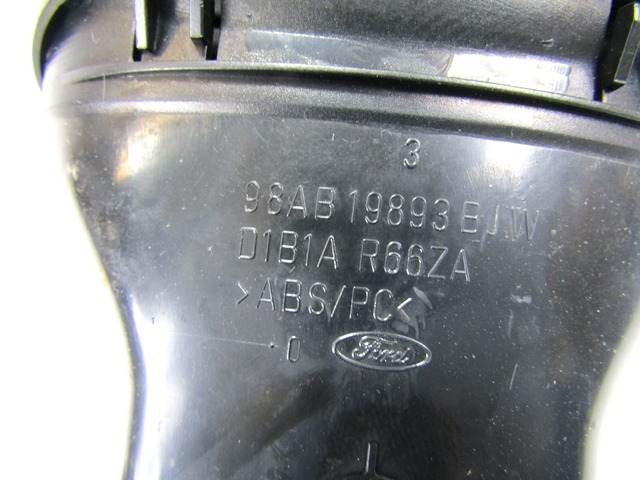 3
98AB 19893 BJW
D1B1A R66ZA
>ABS/PC<
0 Ford